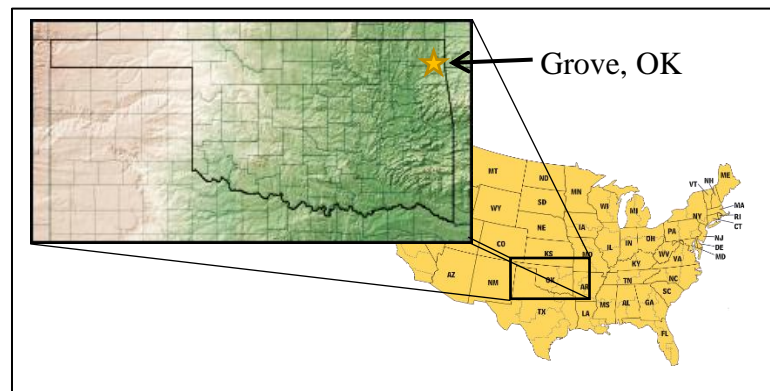 Grove, OK
ME
VT
NH
MT
ND
MN
MA
WI
MI
NY
RI
CT
SD
WY
PA
NJ
DE
MD
NE
IA
IL
IN
OH
WV
VA
CO
KS
MO
KY
NC
TN
SC
AZ
NM
OK
AR
MS
AL
GA
TX
LA
FL